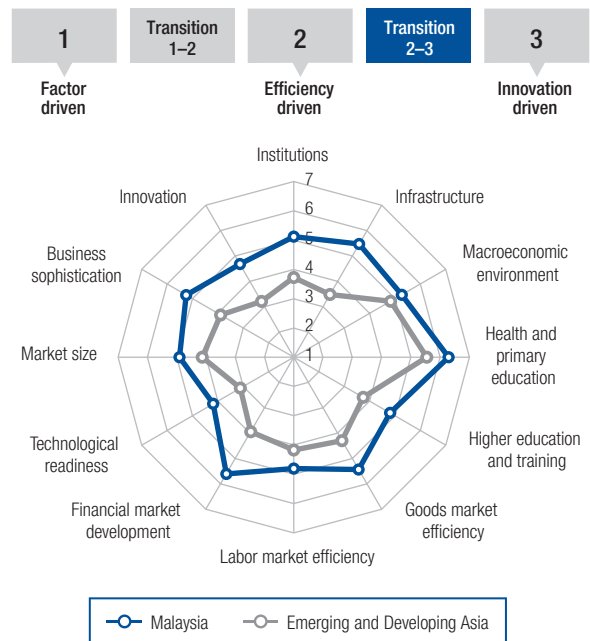 1
Transition
1–2
2
Transition
2–3
3
Factor
driven
Efficiency
driven
Innovation
driven
Institutions
7
Innovation
Infrastructure
6
5
Business
sophistication
Macroeconomic
environment
4
3
2
Market size
1
Health and
primary
education
Technological
readiness
Higher education
and training
Financial market
development
Goods market
efficiency
Labor market efficiency
Malaysia
Emerging and Developing Asia